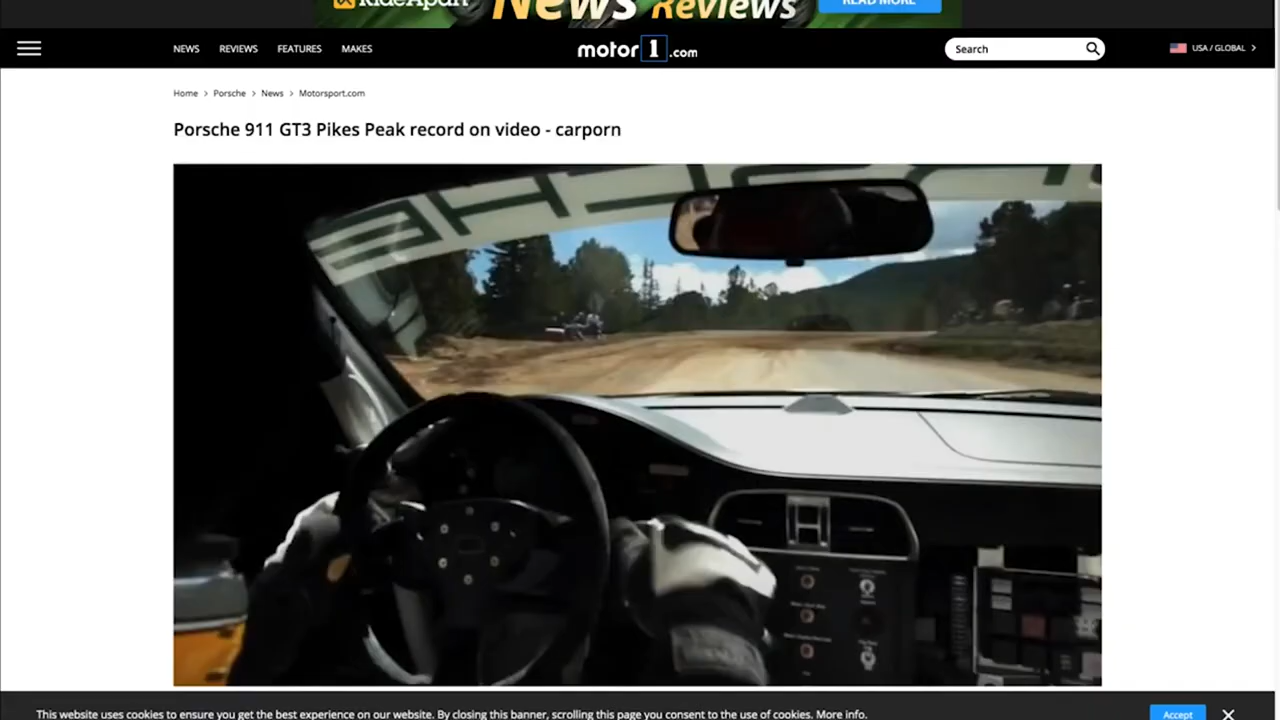 RideApart
News Reviews
READ MORE
NEWS
REVIEWS
FEATURES
MAKES
motor1.com
Search
USA / GLOBAL
Home > Porsche > News > Motorsport.com
Porsche 911 GT3 Pikes Peak record on video - carporn
This website uses cookies to ensure you get the best experience on our website. By closing this banner, scrolling this page you consent to the use of cookies. More info.
Accept